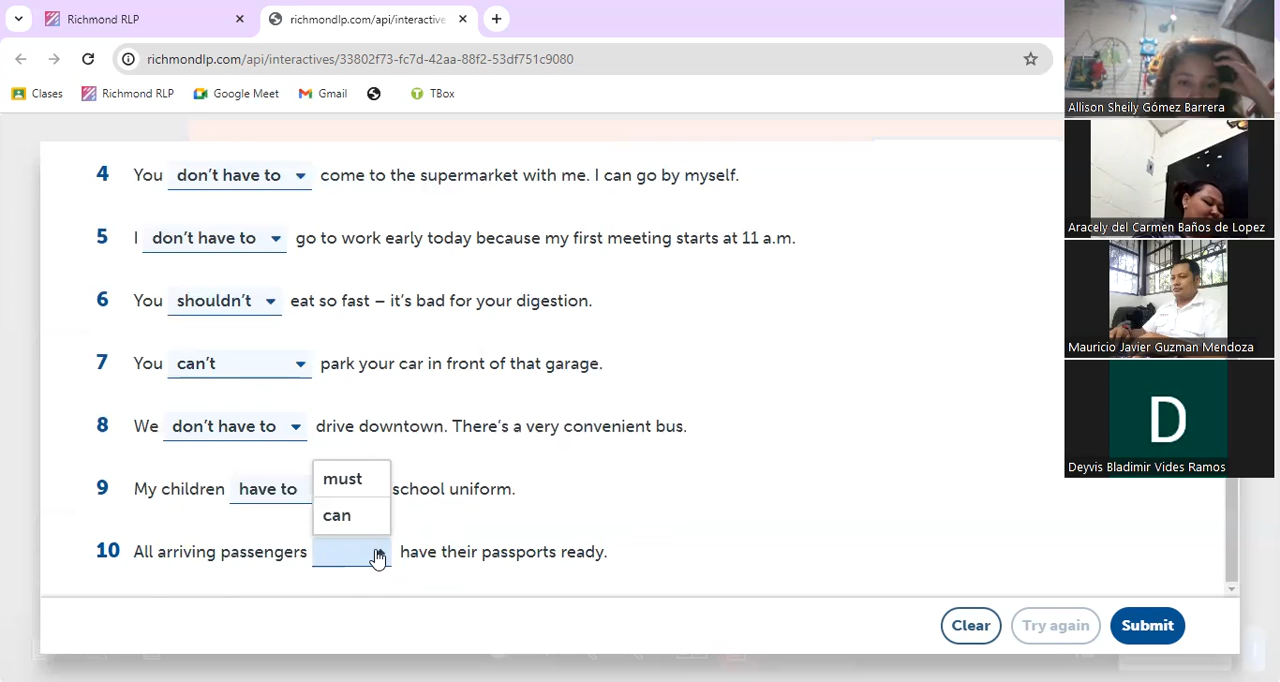 Richmond RLP
richmondlp.com/api/interactive
richmondlp.com/api/interactives/33802f73-fc7d-42aa-88f2-53df751c9080
Clases Richmond RLP Google Meet Gmail TBox
4 You don't have to come to the supermarket with me. I can go by myself.
5 I don't have to go to work early today because my first meeting starts at 11 a.m.
6 You shouldn't eat so fast – it's bad for your digestion.
7 You can't park your car in front of that garage.
8 We don't have to drive downtown. There's a very convenient bus.
must
9 My children have to school uniform.
can
10 All arriving passengers have their passports ready.
Clear Try again Submit
Allison Sheily Gómez Barrera
Aracely del Carmen Baños de Lopez
Mauricio Javier Guzman Mendoza
D
Deyvis Bladimir Vides Ramos